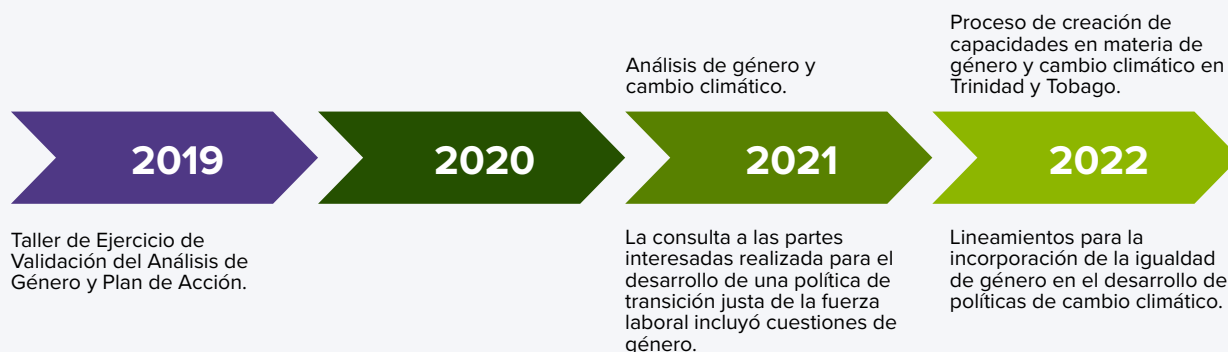 2019
Taller de Ejercicio de
Validación del Análisis de
Género y Plan de Acción.
2020
Análisis de género y
cambio climático.
2021
La consulta a las partes
interesadas realizada para el
desarrollo de una política de
transición justa de la fuerza
laboral incluyó cuestiones de
género.
Proceso de creación de
capacidades en materia de
género y cambio climático en
Trinidad y Tobago.
2022
Lineamientos para la
incorporación de la igualdad
de género en el desarrollo de
políticas de cambio climático.